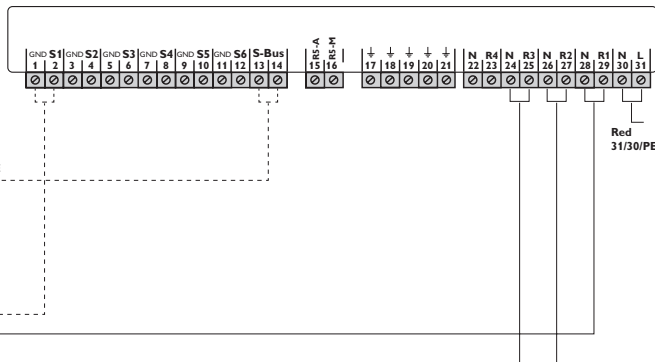 GND S1 GND S2 GND S3 GND S4 GND S5 GND S6 S-Bus R5-A R5-M N R4 N R3 N R2 N R1 N L
1 2 3 4 5 6 7 8 9 10 11 12 13 14 15 16 17 18 19 20 21 22 23 24 25 26 27 28 29 30 31
Red
31/30/PE